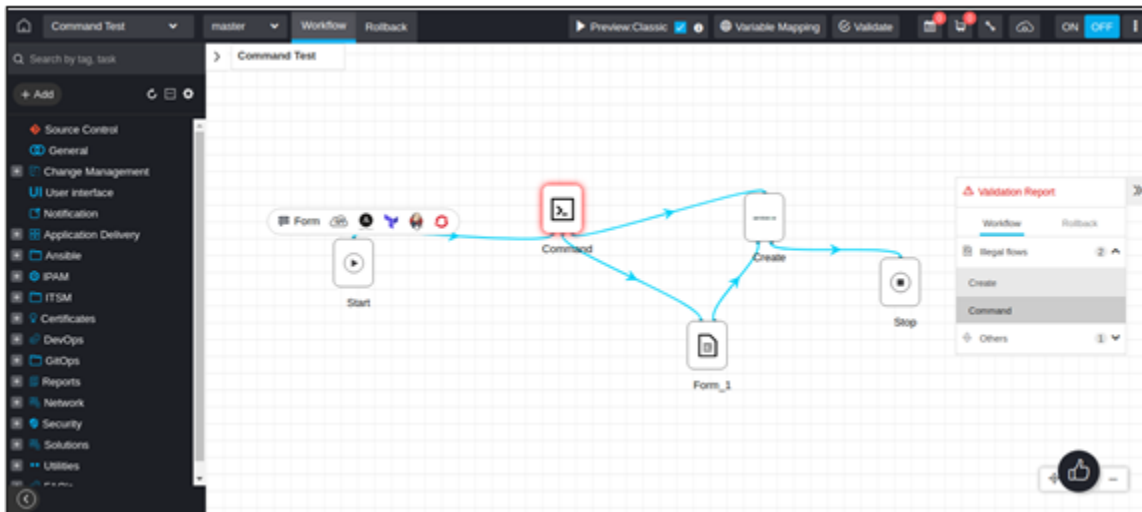 Command Test master Workflow Rollback Preview:Classic Variable Mapping Validate ON OFF
Search by tag, task
Command Test
+ Add
Source Control
General
Change Management
UI User interface
Notification
Application Delivery
Ansible
IPAM
ITSM
Certificates
DevOps
GitOps
Reports
Network
Security
Solutions
Utilities
Form
Start
Command
Create
Stop
Form_1
Validation Report
Workflow Rollback
Illegal flows 2
Create
Command
Others 1